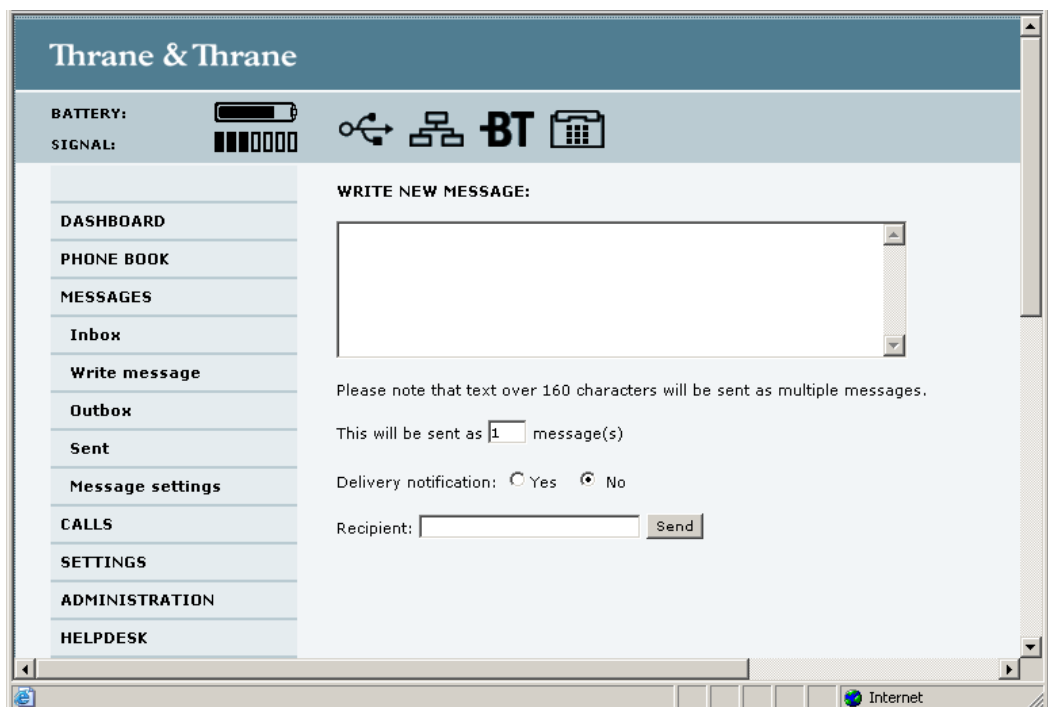 Thrane & Thrane
BATTERY:
SIGNAL:
BT
DASHBOARD
PHONE BOOK
MESSAGES
Inbox
Write message
Outbox
Sent
Message settings
CALLS
SETTINGS
ADMINISTRATION
HELPDESK
WRITE NEW MESSAGE:
Please note that text over 160 characters will be sent as multiple messages.
This will be sent as 1 message(s)
Delivery notification: Yes No
Recipient: Send
Internet